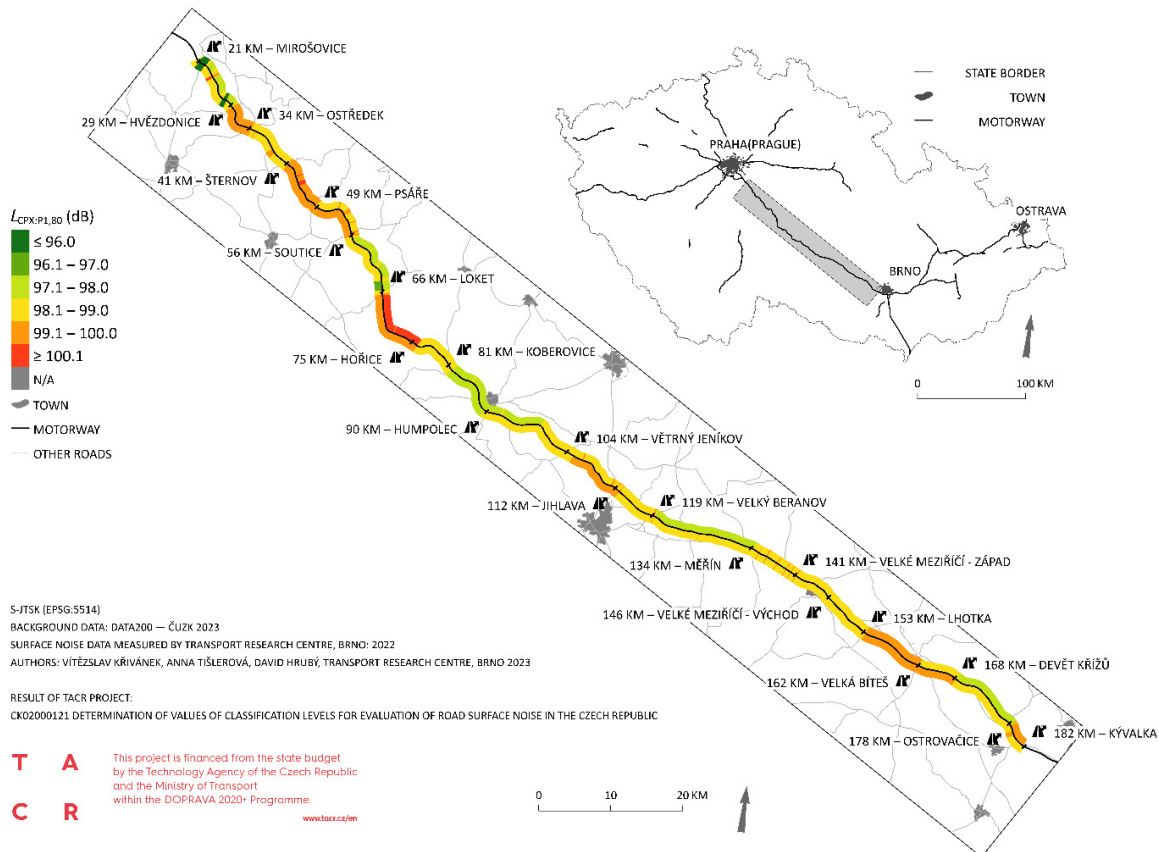 21 KM – MIROŠOVICE
29 KM – HVĚZDONICE
34 KM – OSTŘEDEK
41 KM – ŠTERNOV
49 KM – PSÁŘE
56 KM – SOUTICE
66 KM – LOKET
75 KM – HOŘICE
81 KM – KOBEROVICE
90 KM – HUMPOLEC
104 KM – VĚTRNÝ JENÍKOV
112 KM – JIHLAVA
119 KM – VELKÝ BERANOV
134 KM – MĚŘÍN
141 KM – VELKÉ MEZIŘÍČÍ - ZÁPAD
146 KM – VELKÉ MEZIŘÍČÍ - VÝCHOD
153 KM – LHOTKA
162 KM – VELKÁ BÍTEŠ
168 KM – DEVĚT KŘÍŽŮ
178 KM – OSTROVAČICE
182 KM – KÝVALKA
STATE BORDER
TOWN
MOTORWAY
PRAHA(PRAGUE)
OSTRAVA
BRNO
0 100 KM
LCPX:P1,80 (dB)
≤ 96.0
96.1 – 97.0
97.1 – 98.0
98.1 – 99.0
99.1 – 100.0
≥ 100.1
N/A
TOWN
MOTORWAY
OTHER ROADS
S-JTSK (EPSG:5514)
BACKGROUND DATA: DATA200 — ČUZK 2023
SURFACE NOISE DATA MEASURED BY TRANSPORT RESEARCH CENTRE, BRNO: 2022
AUTHORS: VÍTĚZSLAV KŘIVÁNEK, ANNA TIŠLEROVÁ, DAVID HRUBÝ, TRANSPORT RESEARCH CENTRE, BRNO 2023
RESULT OF TACR PROJECT:
CK02000121 DETERMINATION OF VALUES OF CLASSIFICATION LEVELS FOR EVALUATION OF ROAD SURFACE NOISE IN THE CZECH REPUBLIC
T A
C R
This project is financed from the state budget
by the Technology Agency of the Czech Republic
and the Ministry of Transport
within the DOPRAVA 2020+ Programme.
www.tacr.cz/en
0 10 20 KM